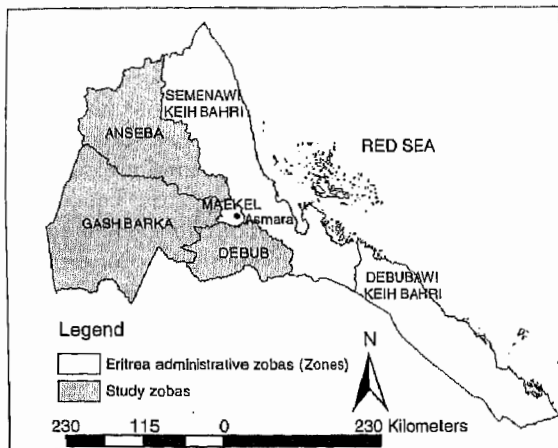 SEMENAWI
KEIH BAHRI
ANSEBA
RED SEA
MAEKEL
Asmara
GASH BARKA
DEBUB
DEBUBAWI
KEIH BAHRI
Legend
N
Eritrea administrative zobas (Zones)
Study zobas
230 115 0 230 Kilometers